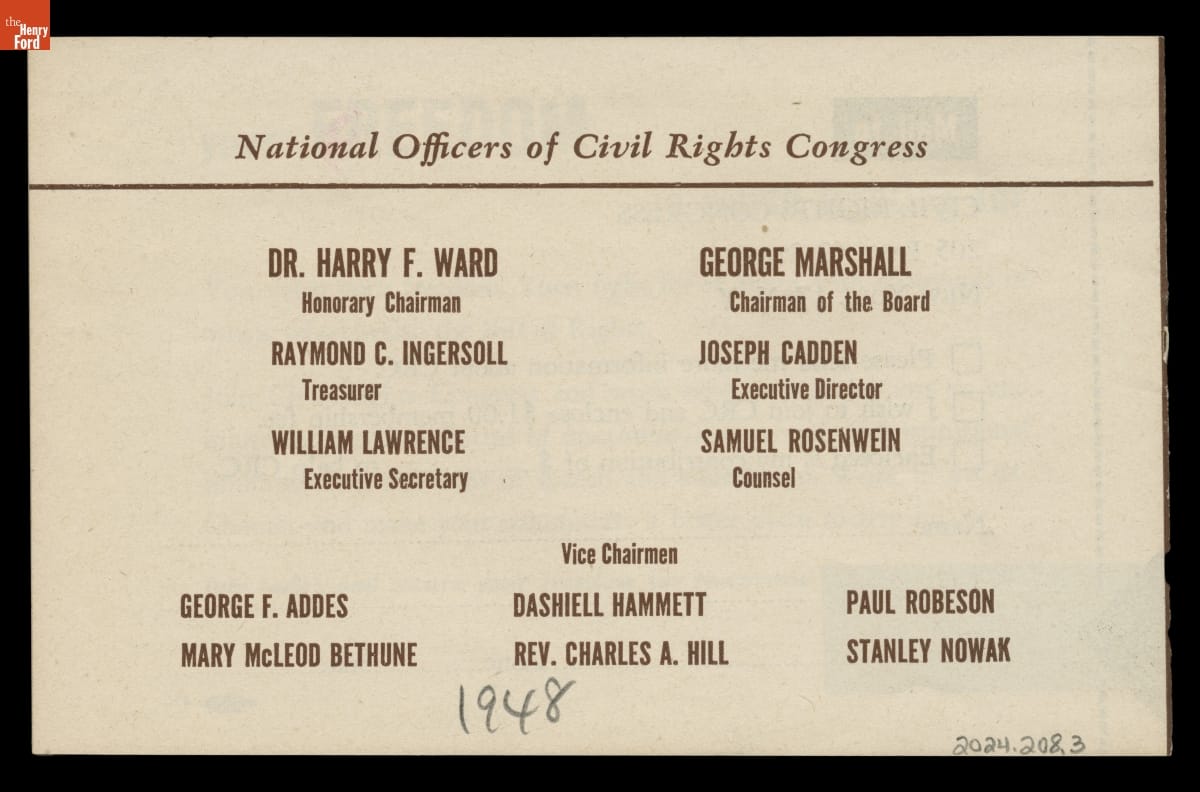 the
Henry
Ford
National Officers of Civil Rights Congress
DR. HARRY F. WARD
Honorary Chairman
GEORGE MARSHALL
Chairman of the Board
RAYMOND C. INGERSOLL
Treasurer
JOSEPH CADDEN
Executive Director
WILLIAM LAWRENCE
Executive Secretary
SAMUEL ROSENWEIN
Counsel
Vice Chairmen
GEORGE F. ADDES DASHIELL HAMMETT PAUL ROBESON
MARY McLEOD BETHUNE REV. CHARLES A. HILL STANLEY NOWAK
1948
2024.208.3